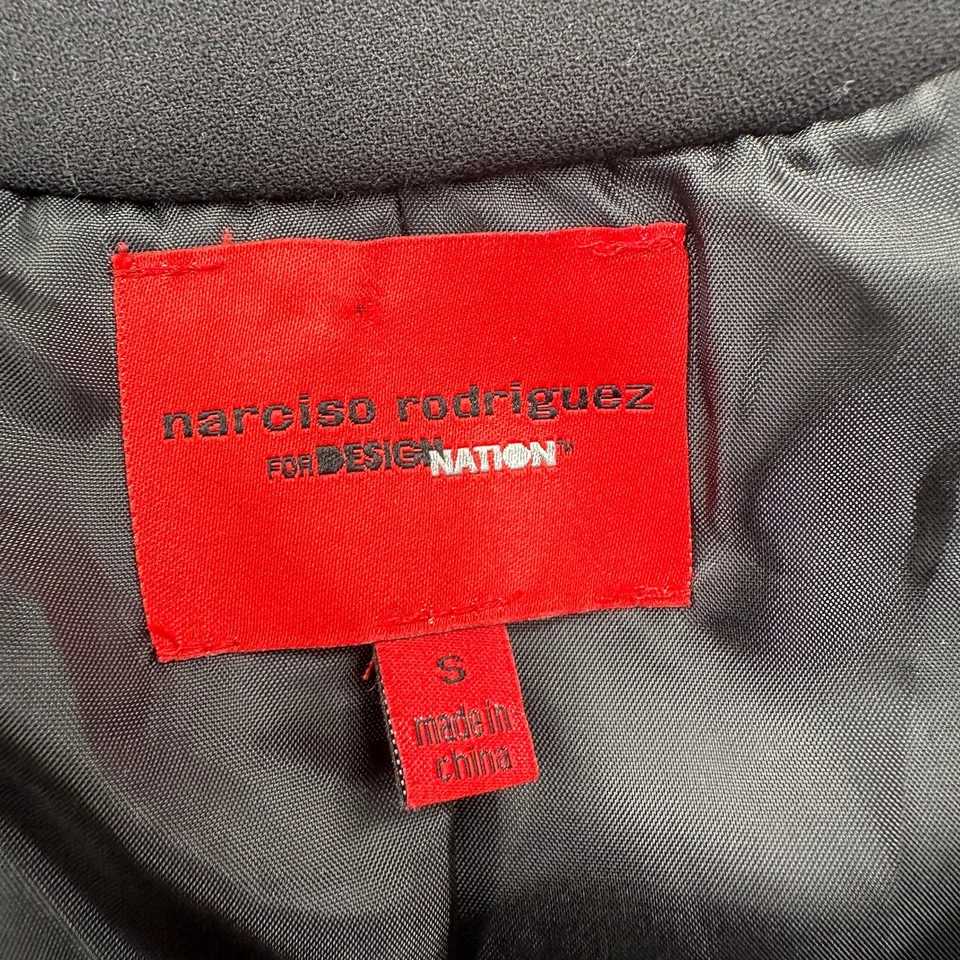 narciso rodriguez
FOR DESIGNNATION™
S
made in
china